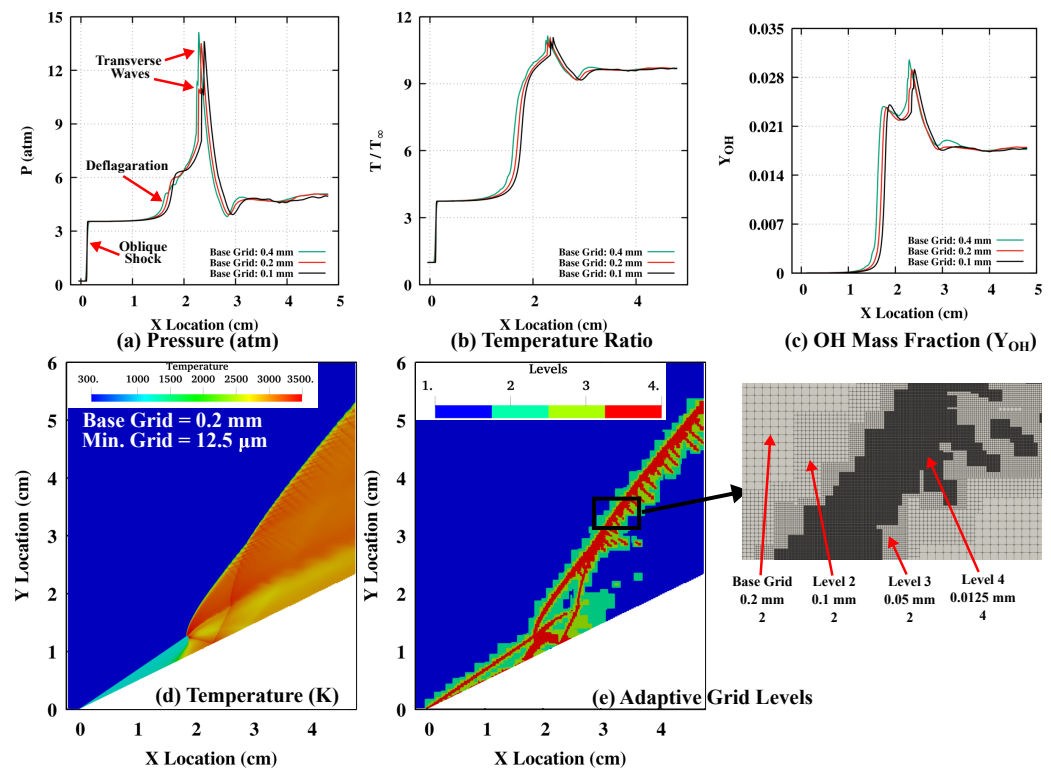 15
12
9
6
3
0
P (atm)
Transverse
Waves
Deflagaration
Oblique
Shock
Base Grid: 0.4 mm
Base Grid: 0.2 mm
Base Grid: 0.1 mm
0 1 2 3 4 5
X Location (cm)
(a) Pressure (atm)
12
9
6
3
0
T / T∞
Base Grid: 0.4 mm
Base Grid: 0.2 mm
Base Grid: 0.1 mm
0 2 4
X Location (cm)
(b) Temperature Ratio
0.035
0.028
0.021
0.014
0.007
0
Y_OH
Base Grid: 0.4 mm
Base Grid: 0.2 mm
Base Grid: 0.1 mm
0 1 2 3 4 5
X Location (cm)
(c) OH Mass Fraction (Y_OH)
6
5
4
3
2
1
0
Y Location (cm)
Temperature
300. 1000 1500 2000 2500 3000 3500.
Base Grid = 0.2 mm
Min. Grid = 12.5 μm
(d) Temperature (K)
0 1 2 3 4
X Location (cm)
6
5
4
3
2
1
0
Y Location (cm)
Levels
1. 2 3 4.
(e) Adaptive Grid Levels
0 1 2 3 4
X Location (cm)
Base Grid
0.2 mm
2
Level 2
0.1 mm
2
Level 3
0.05 mm
2
Level 4
0.0125 mm
4